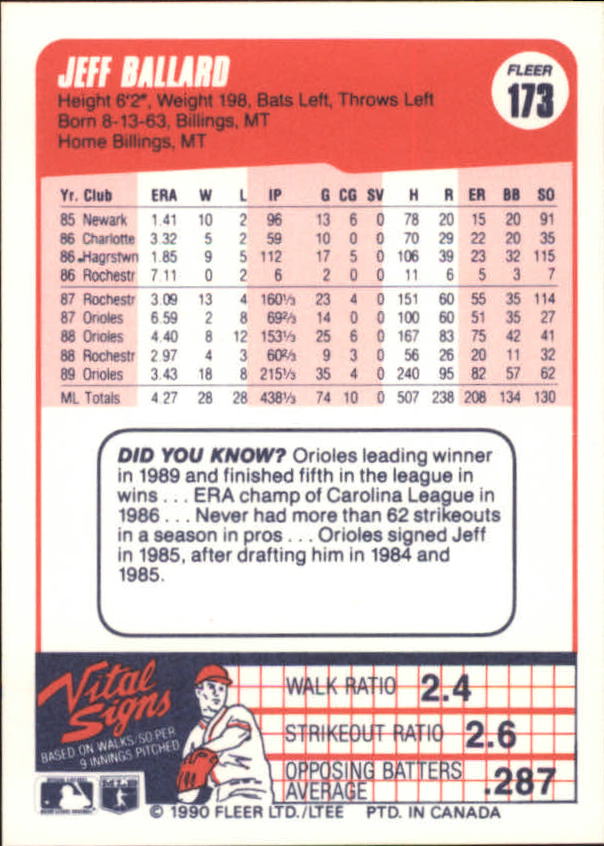 JEFF BALLARD
FLEER
173
Height 6'2", Weight 198, Bats Left, Throws Left
Born 8-13-63, Billings, MT
Home Billings, MT
Yr. Club ERA W L IP G CG SV H R ER BB SO
85 Newark 1.41 10 2 96 13 6 0 78 20 15 20 91
86 Charlotte 3.32 5 2 59 10 0 0 70 29 22 20 35
86 Hagrstwn 1.85 9 5 112 17 5 0 106 39 23 32 115
86 Rochestr 7.11 0 2 6 2 0 0 11 6 5 3 7
87 Rochestr 3.09 13 4 160⅓ 23 4 0 151 60 55 35 114
87 Orioles 6.59 2 8 69⅔ 14 0 0 100 60 51 35 27
88 Orioles 4.40 8 12 153⅓ 25 6 0 167 83 75 42 41
88 Rochestr 2.97 4 3 60⅔ 9 3 0 56 26 20 11 32
89 Orioles 3.43 18 8 215⅓ 35 4 0 240 95 82 57 62
ML Totals 4.27 28 28 438⅓ 74 10 0 507 238 208 134 130
DID YOU KNOW? Orioles leading winner
in 1989 and finished fifth in the league in
wins . . . ERA champ of Carolina League in
1986 . . . Never had more than 62 strikeouts
in a season in pros . . . Orioles signed Jeff
in 1985, after drafting him in 1984 and
1985.
Vital
Signs
BASED ON WALKS/SO PER
9 INNINGS PITCHED
WALK RATIO 2.4
STRIKEOUT RATIO 2.6
OPPOSING BATTERS
AVERAGE .287
© 1990 FLEER LTD./LTEE PTD. IN CANADA